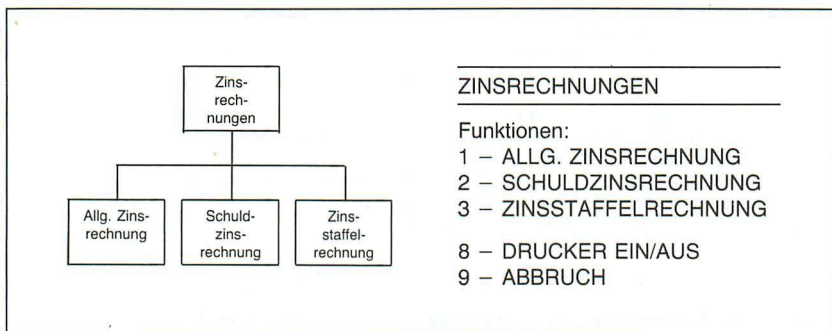 Zins-
rech-
nungen
Allg. Zins-
rechnung
Schuld-
zins-
rechnung
Zins-
staffel-
rechnung
ZINSRECHNUNGEN
Funktionen:
1 – ALLG. ZINSRECHNUNG
2 – SCHULDZINSRECHNUNG
3 – ZINSSTAFFELRECHNUNG
8 – DRUCKER EIN/AUS
9 – ABBRUCH